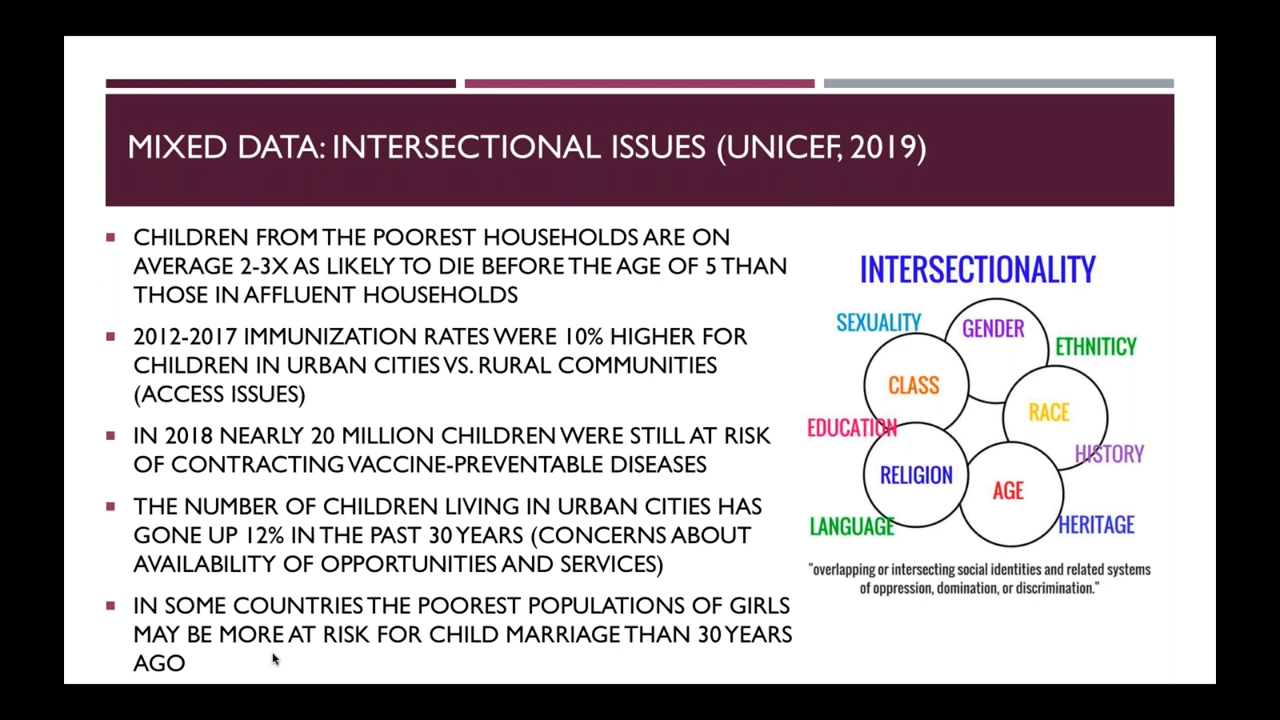 MIXED DATA: INTERSECTIONAL ISSUES (UNICEF, 2019)
CHILDREN FROM THE POOREST HOUSEHOLDS ARE ON
AVERAGE 2-3X AS LIKELY TO DIE BEFORE THE AGE OF 5 THAN
THOSE IN AFFLUENT HOUSEHOLDS
2012-2017 IMMUNIZATION RATES WERE 10% HIGHER FOR
CHILDREN IN URBAN CITIES VS. RURAL COMMUNITIES
(ACCESS ISSUES)
IN 2018 NEARLY 20 MILLION CHILDREN WERE STILL AT RISK
OF CONTRACTING VACCINE-PREVENTABLE DISEASES
THE NUMBER OF CHILDREN LIVING IN URBAN CITIES HAS
GONE UP 12% IN THE PAST 30 YEARS (CONCERNS ABOUT
AVAILABILITY OF OPPORTUNITIES AND SERVICES)
IN SOME COUNTRIES THE POOREST POPULATIONS OF GIRLS
MAY BE MORE AT RISK FOR CHILD MARRIAGE THAN 30 YEARS
AGO
INTERSECTIONALITY
SEXUALITY
GENDER
ETHNITICY
CLASS
RACE
EDUCATION
HISTORY
RELIGION
AGE
LANGUAGE
HERITAGE
"overlapping or intersecting social identities and related systems
of oppression, domination, or discrimination."